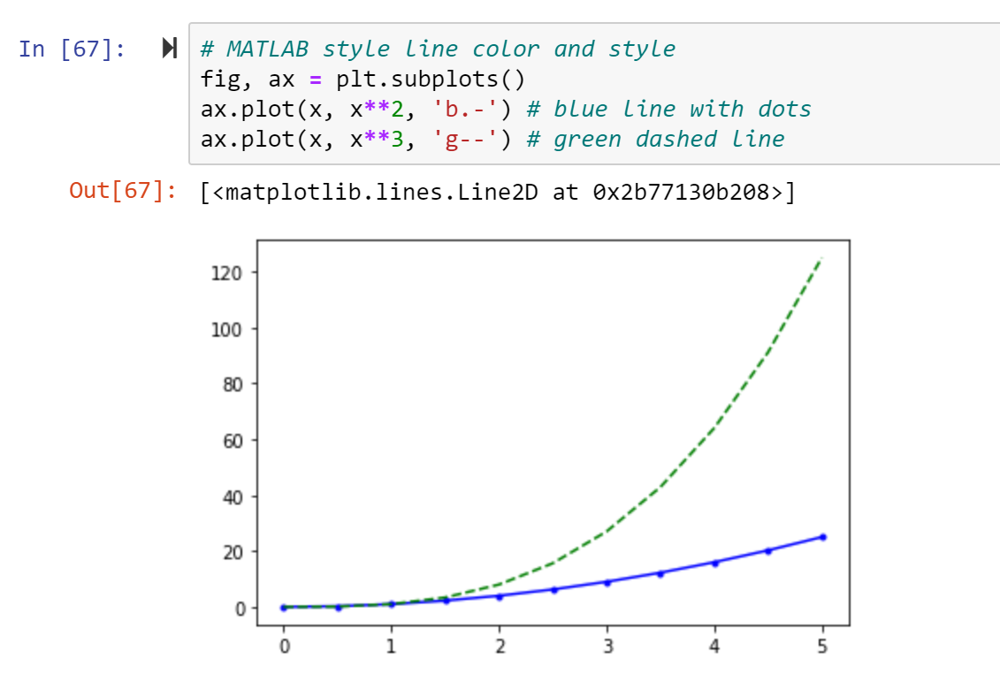 In [67]:
# MATLAB style line color and style
fig, ax = plt.subplots()
ax.plot(x, x**2, 'b.-') # blue line with dots
ax.plot(x, x**3, 'g--') # green dashed line
Out[67]: [<matplotlib.lines.Line2D at 0x2b77130b208>]
120
100
80
60
40
20
0
0 1 2 3 4 5